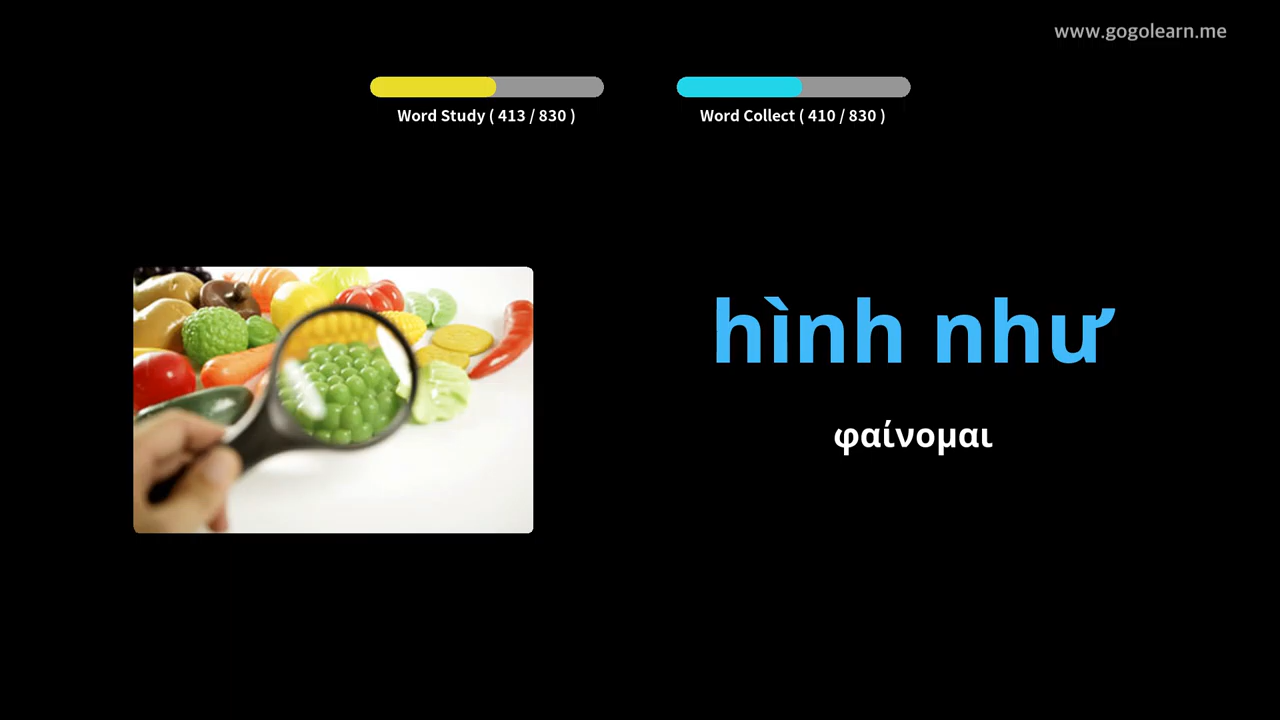 www.gogolearn.me
Word Study ( 413 / 830 )
Word Collect ( 410 / 830 )
hình như
φαίνομαι